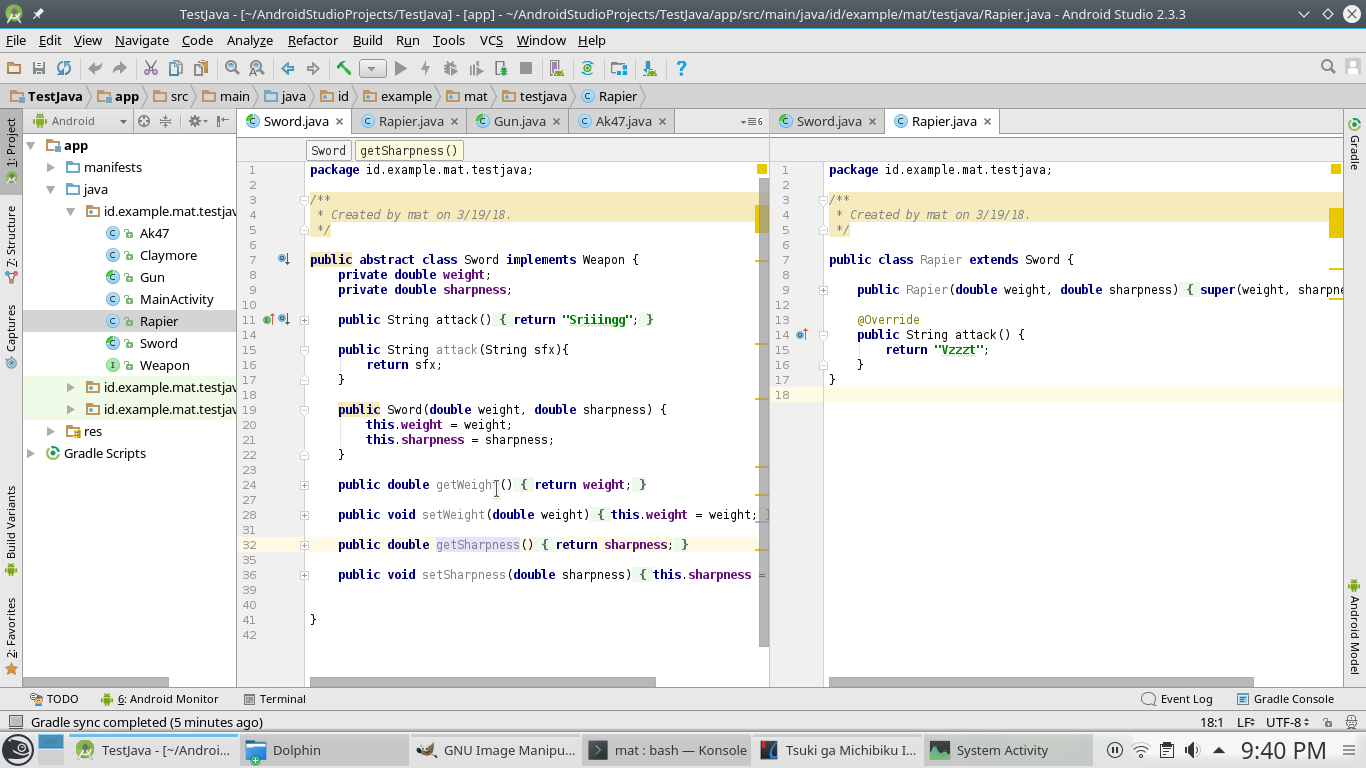 TestJava - [~/AndroidStudioProjects/TestJava] - [app] - ~/AndroidStudioProjects/TestJava/app/src/main/java/id/example/mat/testjava/Rapier.java - Android Studio 2.3.3
File Edit View Navigate Code Analyze Refactor Build Run Tools VCS Window Help
TestJava app src main java id example mat testjava Rapier
1: Project
7: Structure
Captures
Build Variants
2: Favorites
Android
app
manifests
java
id.example.mat.testjav
Ak47
Claymore
Gun
MainActivity
Rapier
Sword
Weapon
id.example.mat.testjav
id.example.mat.testjav
res
Gradle Scripts
Sword.java Rapier.java Gun.java Ak47.java 6
Sword getSharpness()
1 package id.example.mat.testjava;
2
3 /**
4 * Created by mat on 3/19/18.
5 */
6
7 public abstract class Sword implements Weapon {
8 private double weight;
9 private double sharpness;
10
11 public String attack() { return "Sriiingg"; }
14
15 public String attack(String sfx){
16 return sfx;
17 }
18
19 public Sword(double weight, double sharpness) {
20 this.weight = weight;
21 this.sharpness = sharpness;
22 }
23
24 public double getWeight() { return weight; }
27
28 public void setWeight(double weight) { this.weight = weight; }
31
32 public double getSharpness() { return sharpness; }
35
36 public void setSharpness(double sharpness) { this.sharpness =
39
40
41 }
42
Sword.java Rapier.java
1 package id.example.mat.testjava;
2
3 /**
4 * Created by mat on 3/19/18.
5 */
6
7 public class Rapier extends Sword {
8
9 public Rapier(double weight, double sharpness) { super(weight, sharpne
12
13 @Override
14 public String attack() {
15 return "Vzzzt";
16 }
17 }
18
Gradle
Android Model
TODO 6: Android Monitor Terminal Event Log Gradle Console
Gradle sync completed (5 minutes ago) 18:1 LF UTF-8
TestJava - [~/Androi... Dolphin GNU Image Manipu... mat : bash — Konsole Tsuki ga Michibiku I... System Activity 9:40 PM